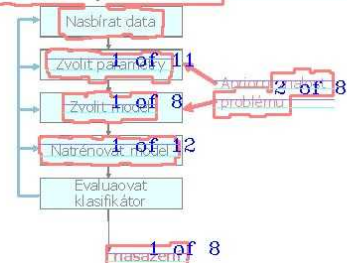 Nasbírat data
Zvolit parametry
1 of 11
2 of 8
problému
Zvolit model
1 of 8
Natrénovat model
1 of 12
Evaluaovat
klasifikátor
1 of 8
nasazení